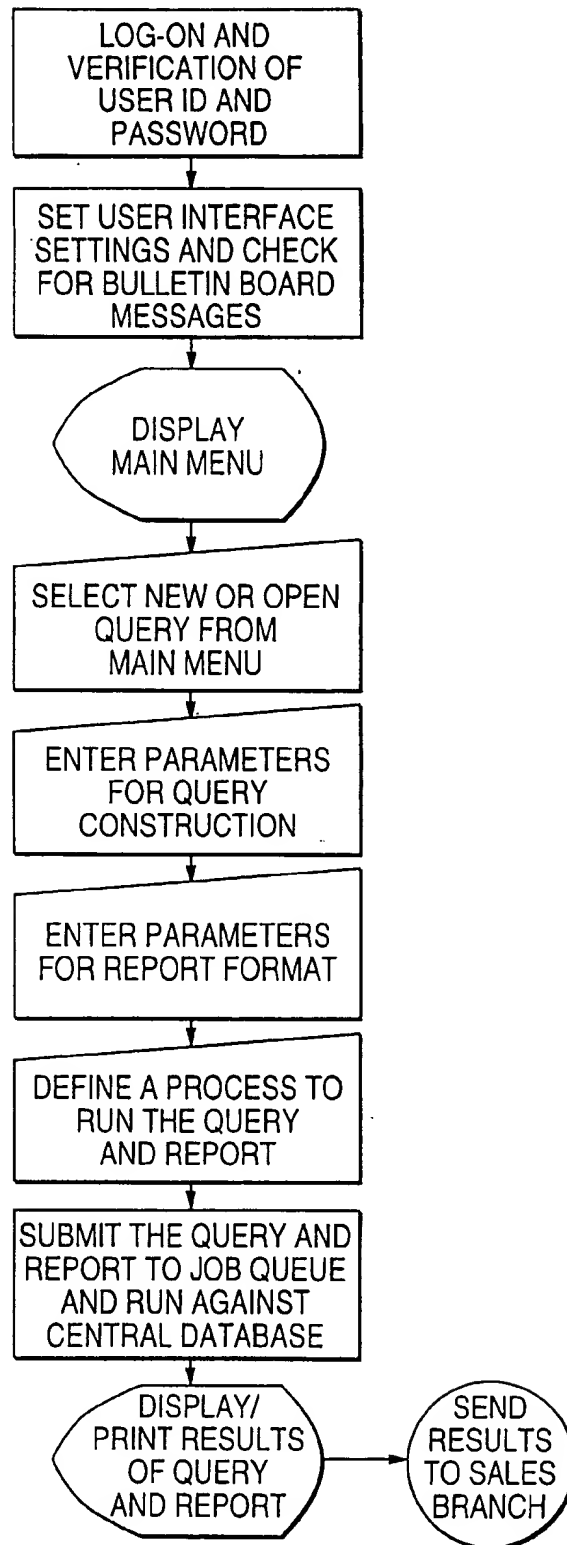 LOG-ON AND
VERIFICATION OF
USER ID AND
PASSWORD
SET USER INTERFACE
SETTINGS AND CHECK
FOR BULLETIN BOARD
MESSAGES
DISPLAY
MAIN MENU
SELECT NEW OR OPEN
QUERY FROM
MAIN MENU
ENTER PARAMETERS
FOR QUERY
CONSTRUCTION
ENTER PARAMETERS
FOR REPORT FORMAT
DEFINE A PROCESS TO
RUN THE QUERY
AND REPORT
SUBMIT THE QUERY AND
REPORT TO JOB QUEUE
AND RUN AGAINST
CENTRAL DATABASE
DISPLAY/
PRINT RESULTS
OF QUERY
AND REPORT
SEND
RESULTS
TO SALES
BRANCH